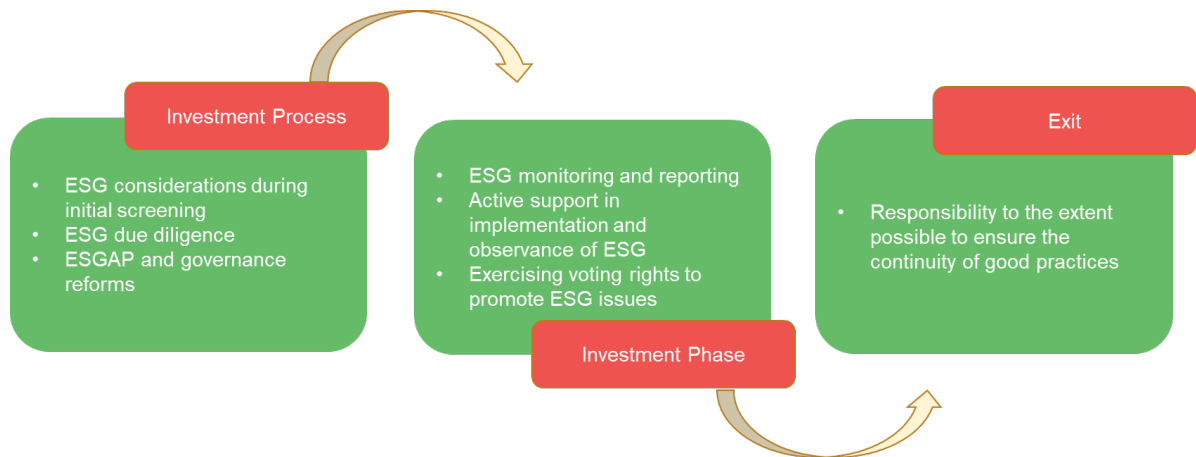 Investment Process
• ESG considerations during
initial screening
• ESG due diligence
• ESGAP and governance
reforms
• ESG monitoring and reporting
• Active support in
implementation and
observance of ESG
• Exercising voting rights to
promote ESG issues
Investment Phase
Exit
• Responsibility to the extent
possible to ensure the
continuity of good practices